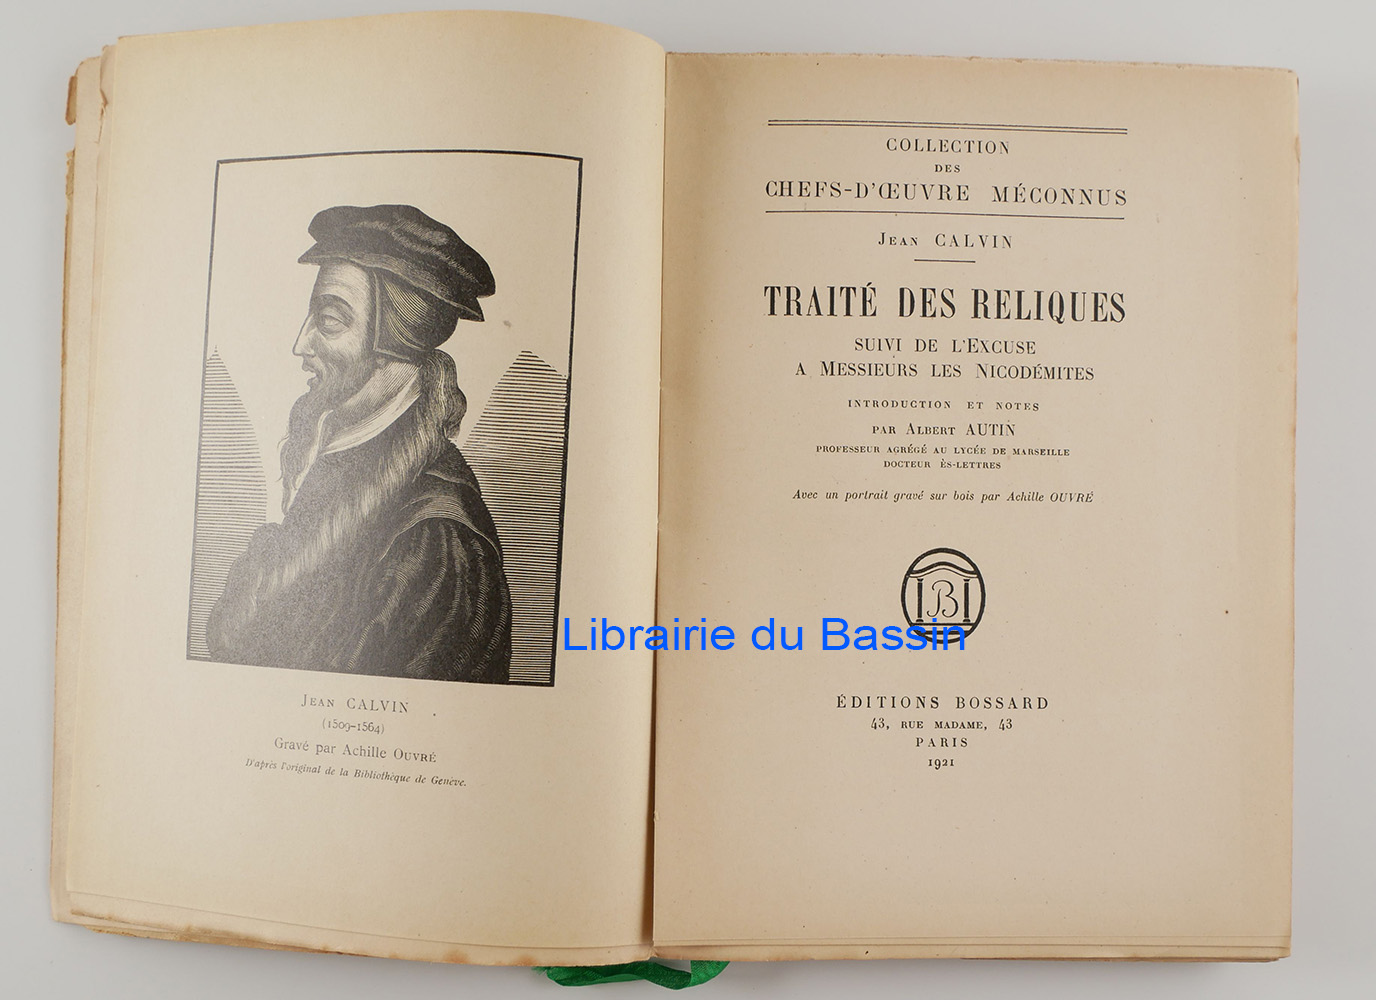 Jean CALVIN
(1509-1564)
Gravé par Achille OUVRÉ
D'après l'original de la Bibliothèque de Genève.
COLLECTION
DES
CHEFS-D'ŒUVRE MÉCONNUS
Jean CALVIN
TRAITÉ DES RELIQUES
SUIVI DE L'EXCUSE
A MESSIEURS LES NICODÉMITES
INTRODUCTION ET NOTES
PAR Albert AUTIN
PROFESSEUR AGRÉGÉ AU LYCÉE DE MARSEILLE
DOCTEUR ÈS-LETTRES
Avec un portrait gravé sur bois par Achille OUVRÉ
B
Librairie du Bassin
ÉDITIONS BOSSARD
43, RUE MADAME, 43
PARIS
1921